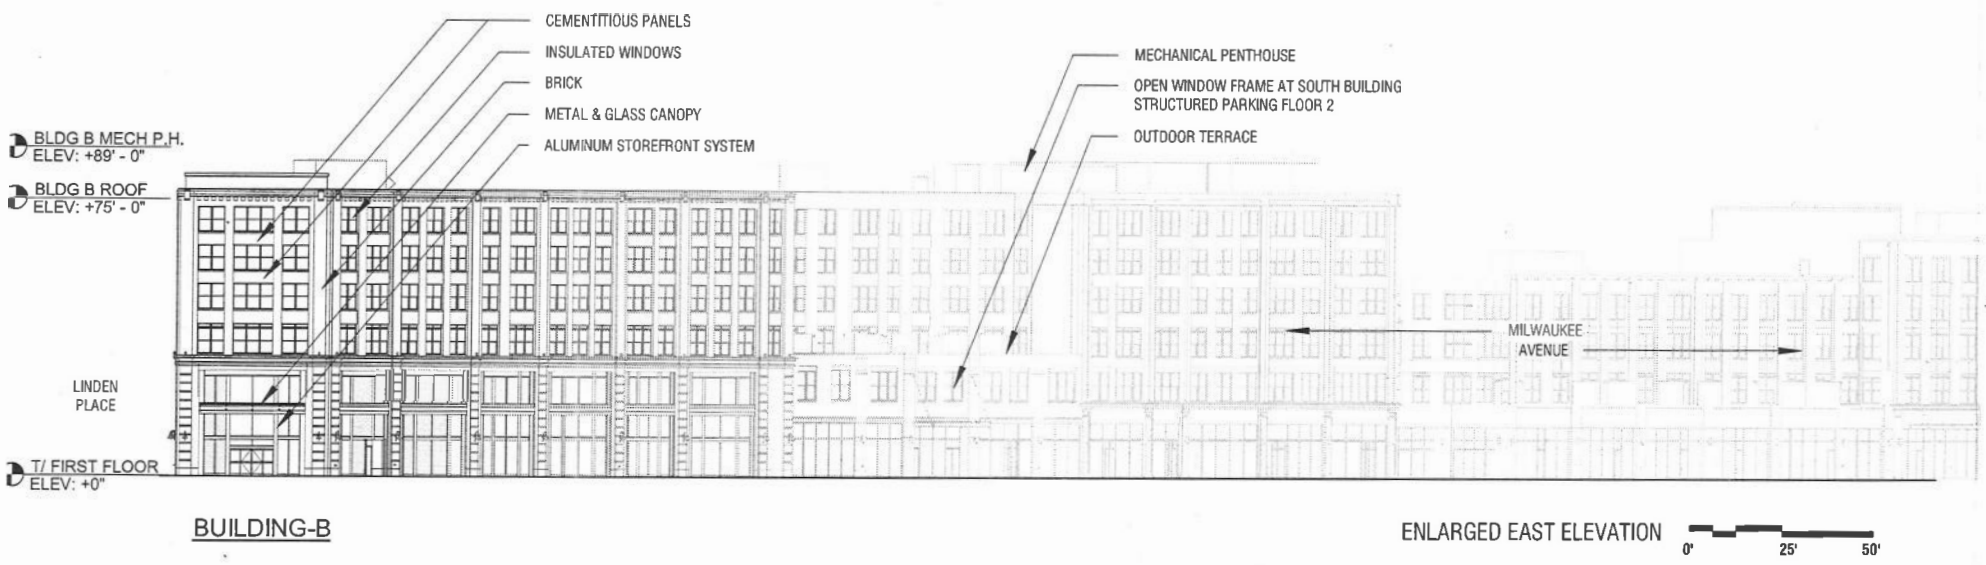 CEMENTITIOUS PANELS
INSULATED WINDOWS
BRICK
METAL & GLASS CANOPY
ALUMINUM STOREFRONT SYSTEM
MECHANICAL PENTHOUSE
OPEN WINDOW FRAME AT SOUTH BUILDING
STRUCTURED PARKING FLOOR 2
OUTDOOR TERRACE
BLDG B MECH P.H.
ELEV: +89' - 0"
BLDG B ROOF
ELEV: +75' - 0"
MILWAUKEE
AVENUE
LINDEN
PLACE
T/ FIRST FLOOR
ELEV: +0"
BUILDING-B
ENLARGED EAST ELEVATION
0' 25' 50'